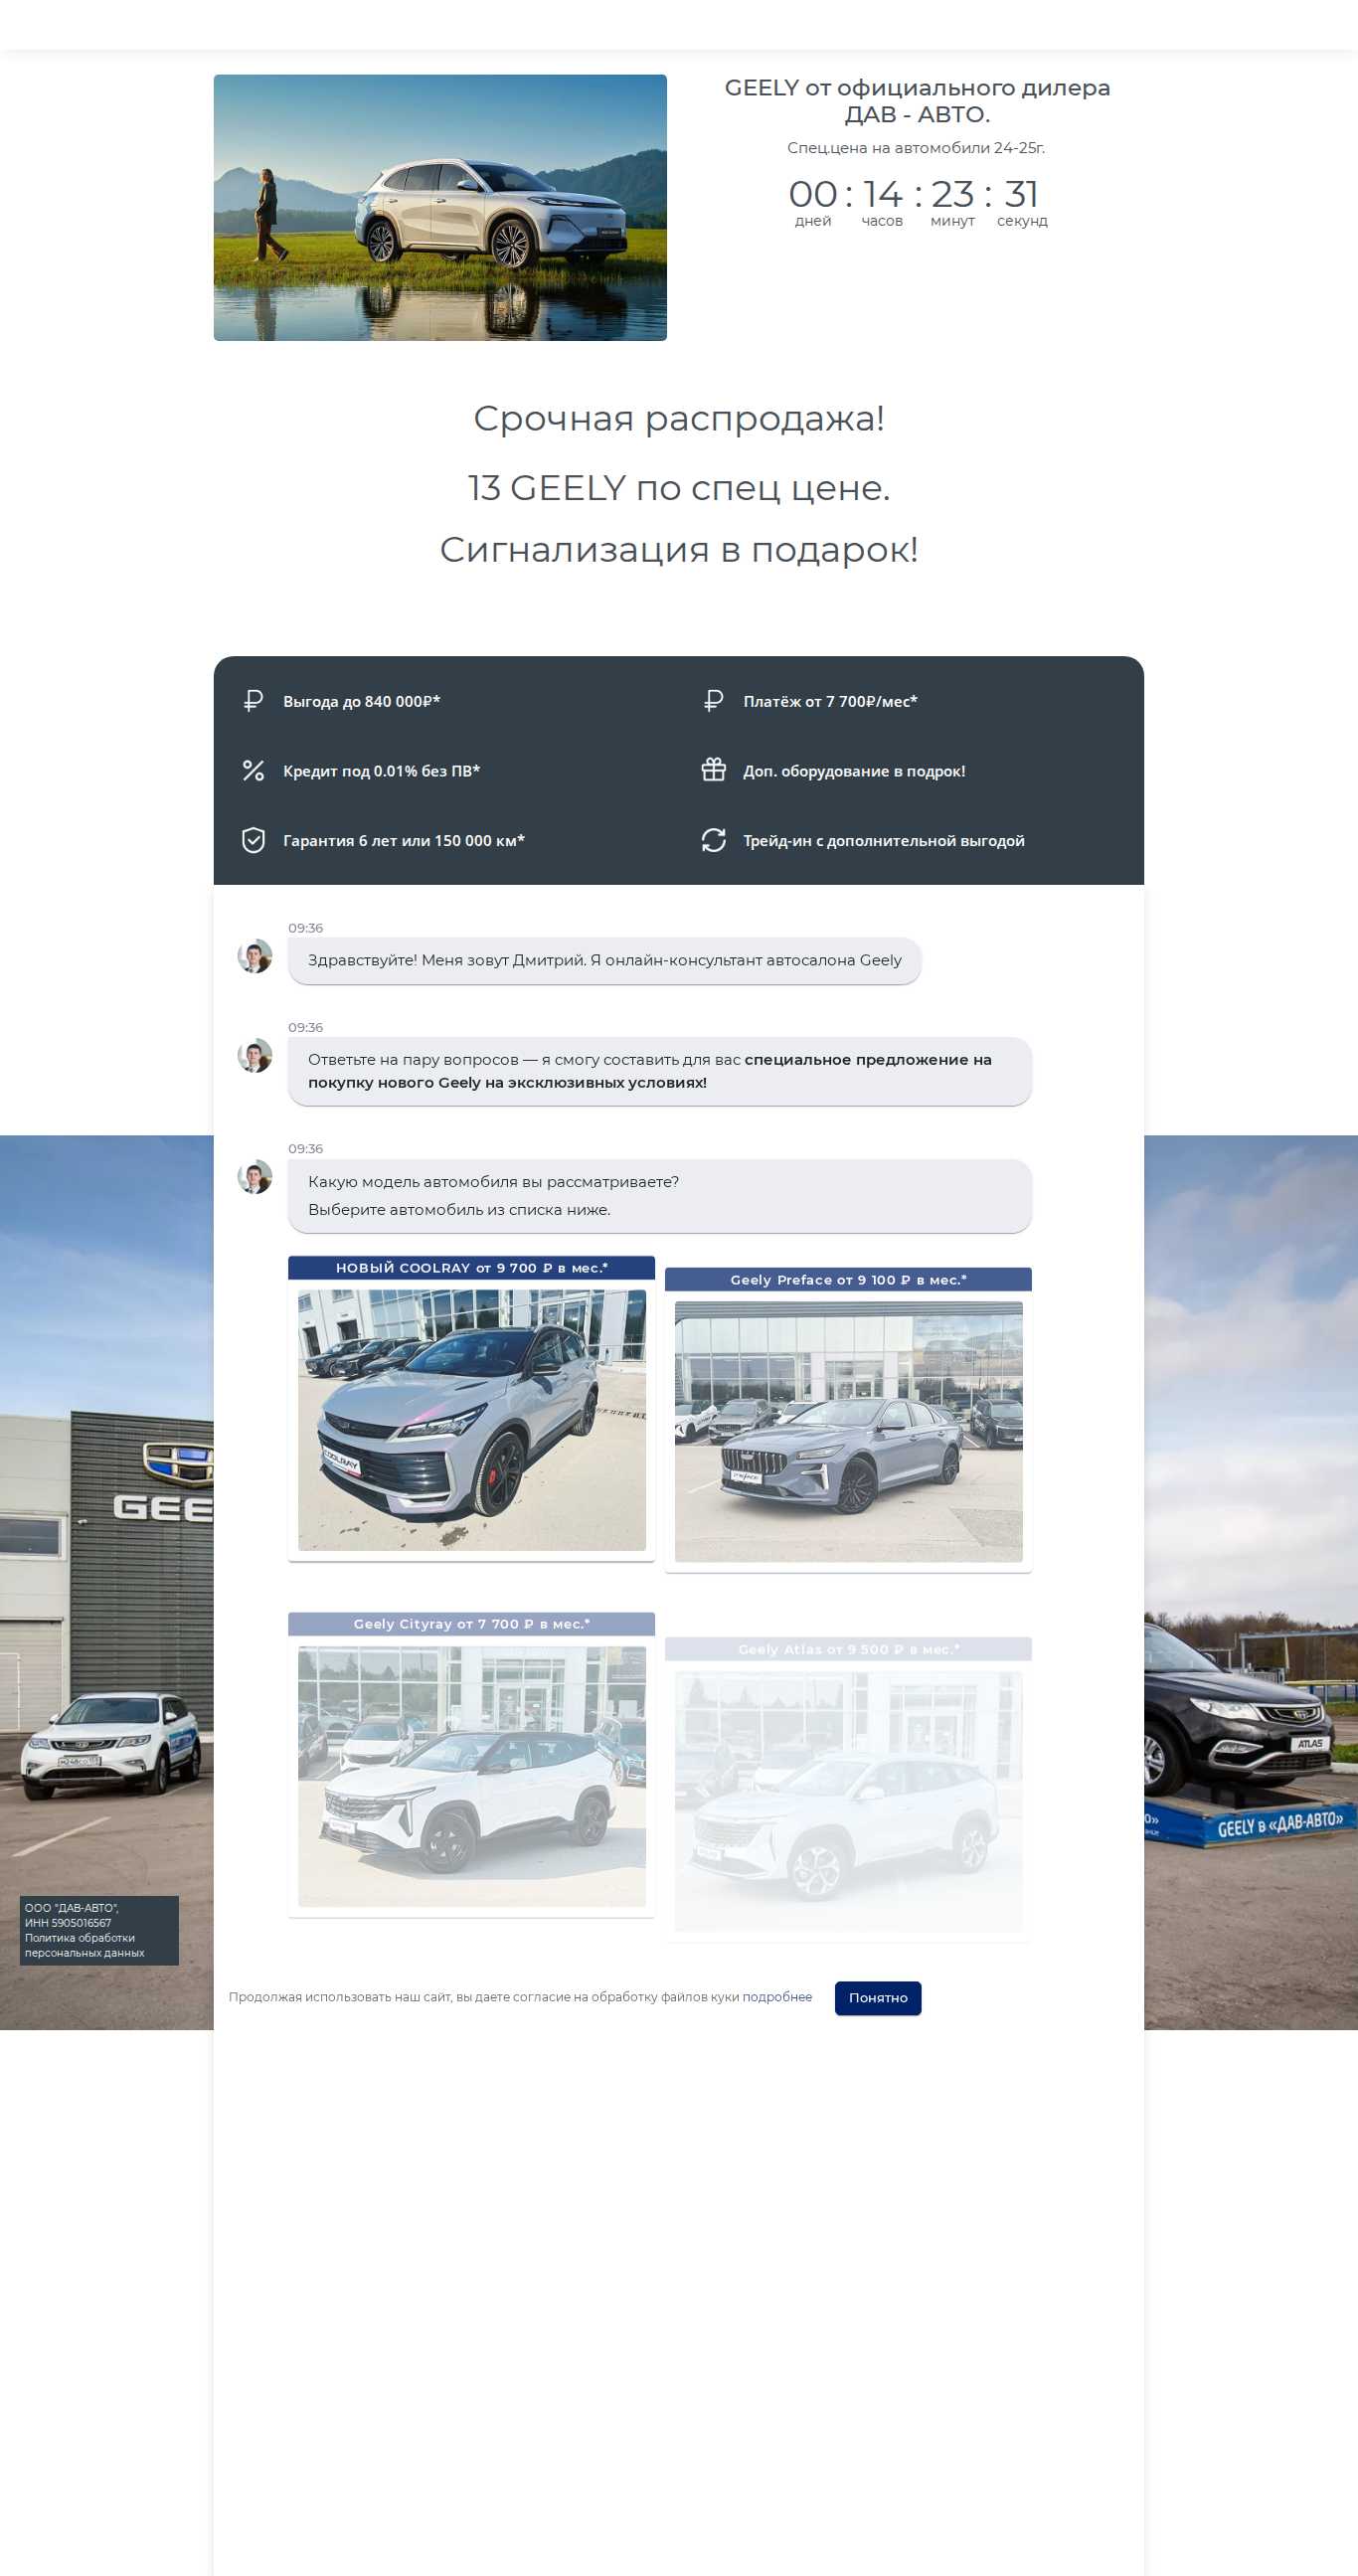 GEELY от официального дилера
ДАВ - АВТО.
Спец.цена на автомобили 24-25г.
00 : 14 : 23 : 31
дней часов минут секунд
Срочная распродажа!
13 GEELY по спец цене.
Сигнализация в подарок!
Выгода до 840 000₽*
Платёж от 7 700₽/мес*
Кредит под 0.01% без ПВ*
Доп. оборудование в подрок!
Гарантия 6 лет или 150 000 км*
Трейд-ин с дополнительной выгодой
09:36
Здравствуйте! Меня зовут Дмитрий. Я онлайн-консультант автосалона Geely
09:36
Ответьте на пару вопросов — я смогу составить для вас специальное предложение на
покупку нового Geely на эксклюзивных условиях!
09:36
Какую модель автомобиля вы рассматриваете?
Выберите автомобиль из списка ниже.
НОВЫЙ COOLRAY от 9 700 ₽ в мес.*
Geely Preface от 9 100 ₽ в мес.*
COOLRAY
preface
Geely Cityray от 7 700 ₽ в мес.*
Geely Atlas от 9 500 ₽ в мес.*
GEE
ATLAS
GEELY в «ДАВ-АВТО»
ООО "ДАВ-АВТО",
ИНН 5905016567
Политика обработки
персональных данных
Продолжая использовать наш сайт, вы даете согласие на обработку файлов куки подробнее
Понятно